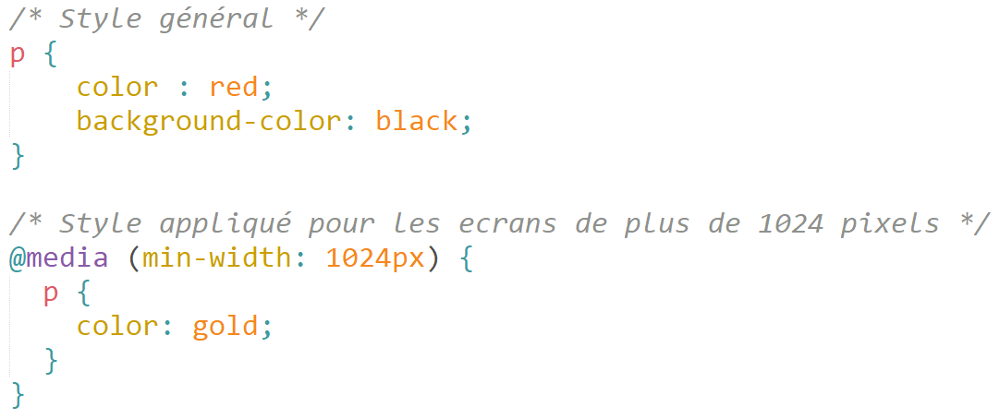 /* Style général */
p {
    color : red;
    background-color: black;
}

/* Style appliqué pour les ecrans de plus de 1024 pixels */
@media (min-width: 1024px) {
  p {
    color: gold;
  }
}